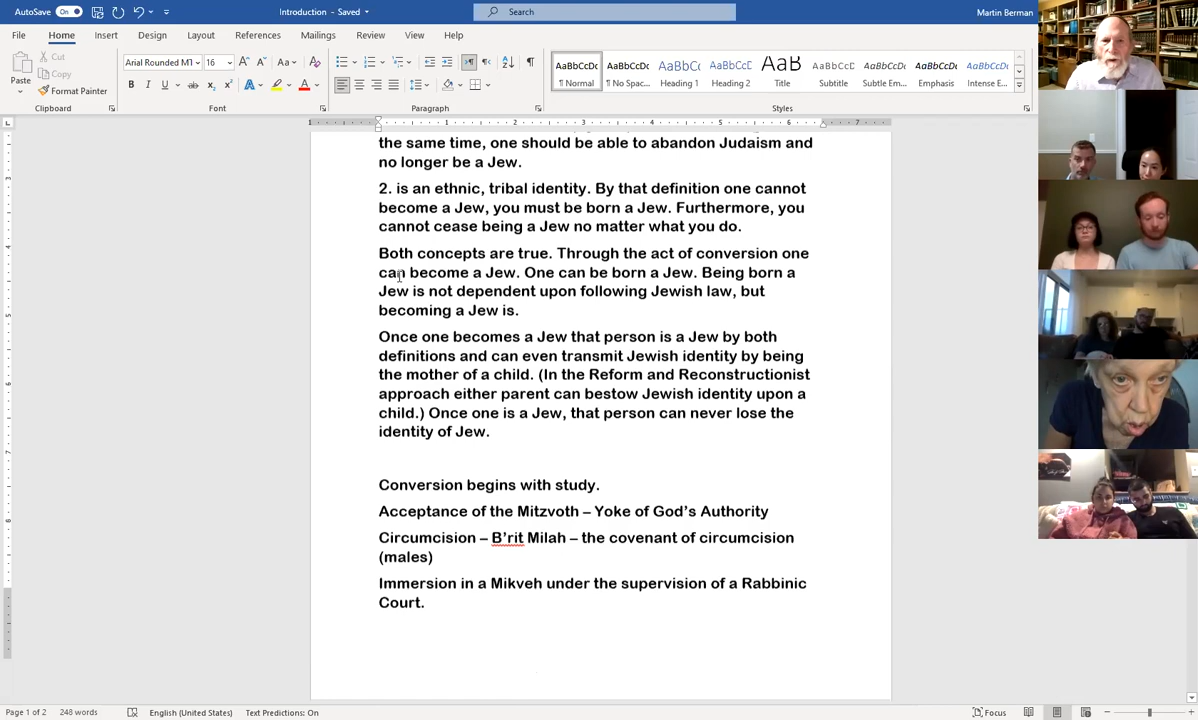 AutoSave On Introduction - Saved Search Martin Berman
File Home Insert Design Layout References Mailings Review View Help
Cut
Copy
Format Painter
Paste
Arial Rounded MT 16
AaBbCcDc AaBbCcDc AaBbC( AaBbCcC AaB AaBbCcC AaBbCcDc AaBbCcDc AaBbCcDc
¶ Normal ¶ No Spac... Heading 1 Heading 2 Title Subtitle Subtle Em... Emphasis Intense E...
Clipboard Font Paragraph Styles
the same time, one should be able to abandon Judaism and
no longer be a Jew.
2. is an ethnic, tribal identity. By that definition one cannot
become a Jew, you must be born a Jew. Furthermore, you
cannot cease being a Jew no matter what you do.
Both concepts are true. Through the act of conversion one
can become a Jew. One can be born a Jew. Being born a
Jew is not dependent upon following Jewish law, but
becoming a Jew is.
Once one becomes a Jew that person is a Jew by both
definitions and can even transmit Jewish identity by being
the mother of a child. (In the Reform and Reconstructionist
approach either parent can bestow Jewish identity upon a
child.) Once one is a Jew, that person can never lose the
identity of Jew.
Conversion begins with study.
Acceptance of the Mitzvoth – Yoke of God's Authority
Circumcision – B'rit Milah – the covenant of circumcision
(males)
Immersion in a Mikveh under the supervision of a Rabbinic
Court.
Page 1 of 2 248 words English (United States) Text Predictions: On Focus